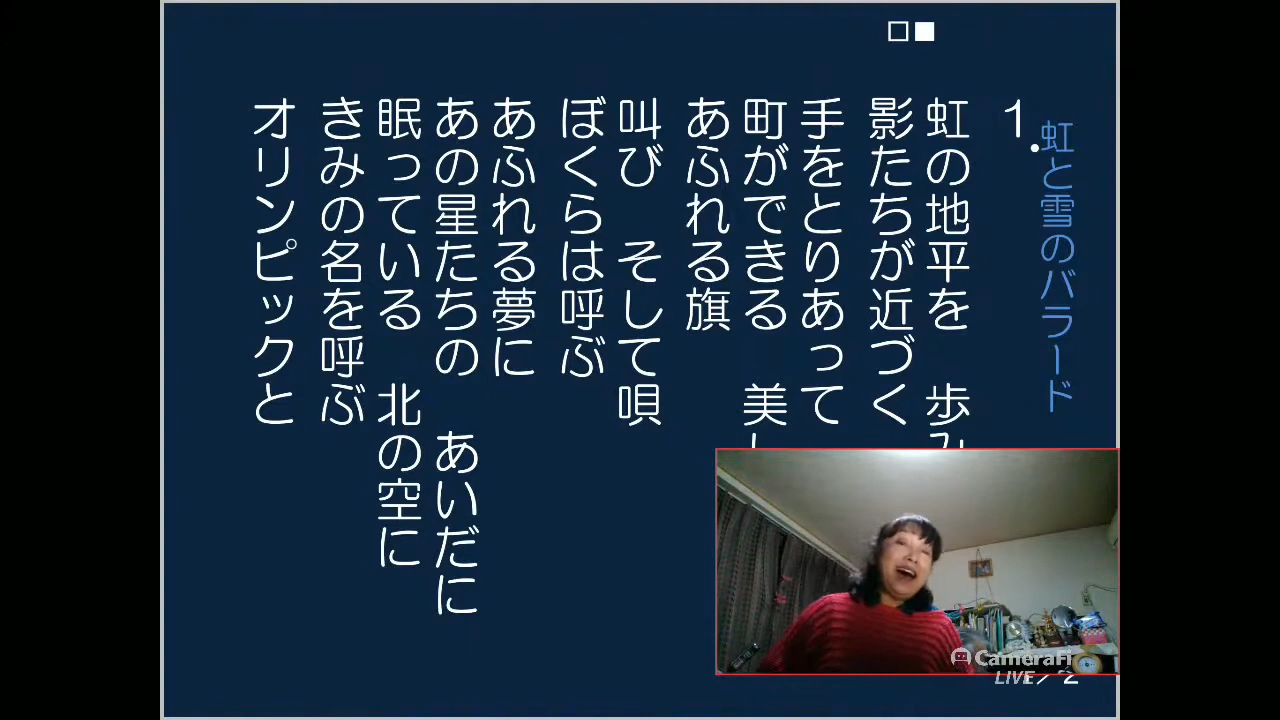 虹と雪のバラード
1.
虹の地平を　歩み
影たちが近づく
手をとりあって
町ができる　美し
あふれる旗
叫び　そして唄
ぼくらは呼ぶ
あふれる夢に
あの星たちの　あいだに
眠っている　北の空に
きみの名を呼ぶ
オリンピックと
CameraFi
LIVE
/ 2